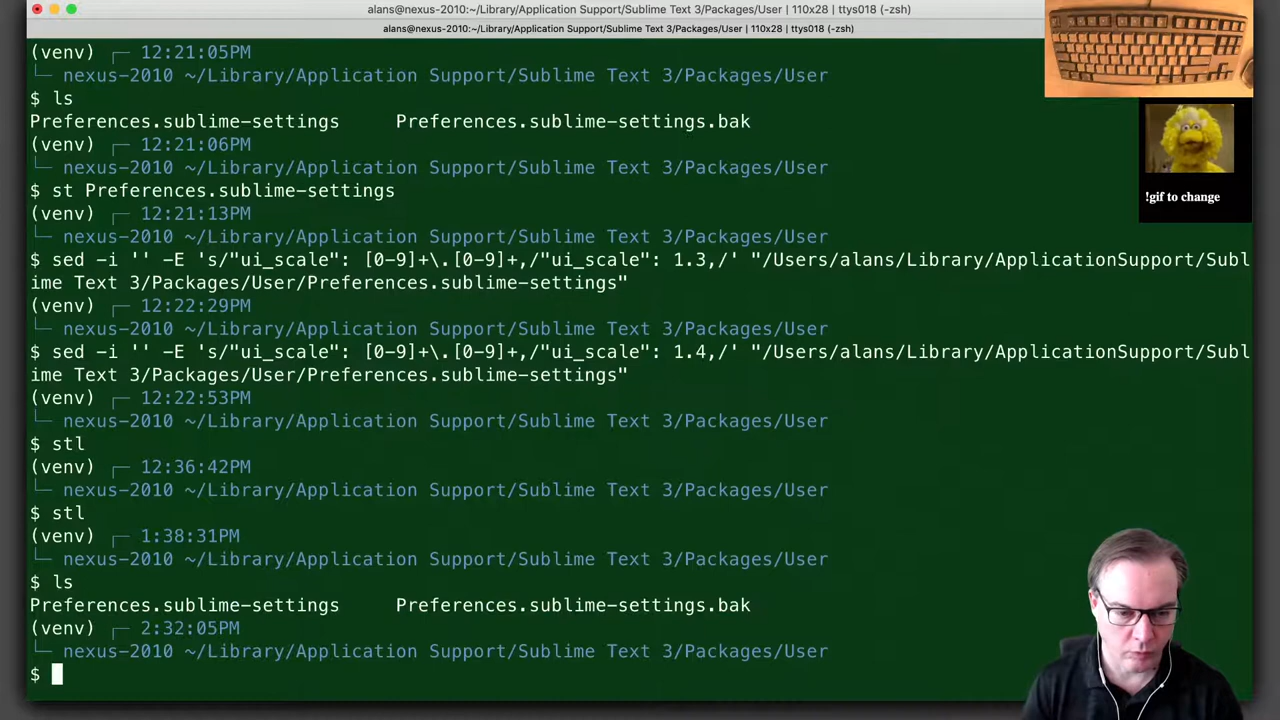 alans@nexus-2010:~/Library/Application Support/Sublime Text 3/Packages/User | 110x28 | ttys018 (-zsh)
alans@nexus-2010:~/Library/Application Support/Sublime Text 3/Packages/User | 110x28 | ttys018 (-zsh)
(venv) ┌─ 12:21:05PM
└─ nexus-2010 ~/Library/Application Support/Sublime Text 3/Packages/User
$ ls
Preferences.sublime-settings     Preferences.sublime-settings.bak
(venv) ┌─ 12:21:06PM
└─ nexus-2010 ~/Library/Application Support/Sublime Text 3/Packages/User
$ st Preferences.sublime-settings
(venv) ┌─ 12:21:13PM
└─ nexus-2010 ~/Library/Application Support/Sublime Text 3/Packages/User
$ sed -i '' -E 's/"ui_scale": [0-9]+\.[0-9]+,/"ui_scale": 1.3,/' "/Users/alans/Library/ApplicationSupport/Subl
ime Text 3/Packages/User/Preferences.sublime-settings"
(venv) ┌─ 12:22:29PM
└─ nexus-2010 ~/Library/Application Support/Sublime Text 3/Packages/User
$ sed -i '' -E 's/"ui_scale": [0-9]+\.[0-9]+,/"ui_scale": 1.4,/' "/Users/alans/Library/ApplicationSupport/Subl
ime Text 3/Packages/User/Preferences.sublime-settings"
(venv) ┌─ 12:22:53PM
└─ nexus-2010 ~/Library/Application Support/Sublime Text 3/Packages/User
$ stl
(venv) ┌─ 12:36:42PM
└─ nexus-2010 ~/Library/Application Support/Sublime Text 3/Packages/User
$ stl
(venv) ┌─ 1:38:31PM
└─ nexus-2010 ~/Library/Application Support/Sublime Text 3/Packages/User
$ ls
Preferences.sublime-settings     Preferences.sublime-settings.bak
(venv) ┌─ 2:32:05PM
└─ nexus-2010 ~/Library/Application Support/Sublime Text 3/Packages/User
$
!gif to change